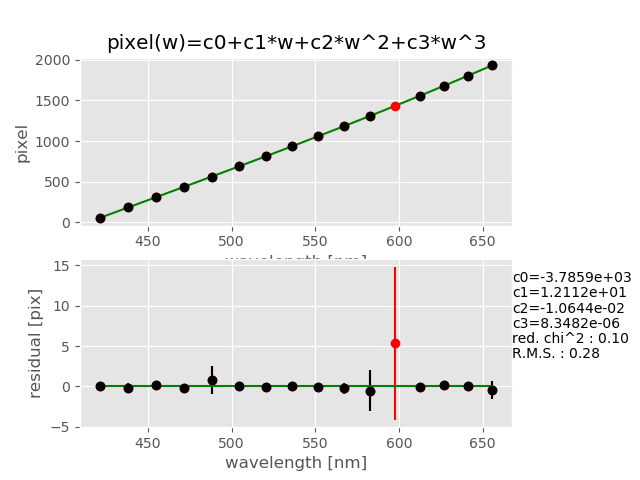 pixel(w)=c0+c1*w+c2*w^2+c3*w^3
2000
1500
1000
500
0
pixel
450 500 550 600 650
wavelength [nm]
15
10
5
0
−5
residual [pix]
450 500 550 600 650
wavelength [nm]
c0=-3.7859e+03
c1=1.2112e+01
c2=-1.0644e-02
c3=8.3482e-06
red. chi^2 : 0.10
R.M.S. : 0.28